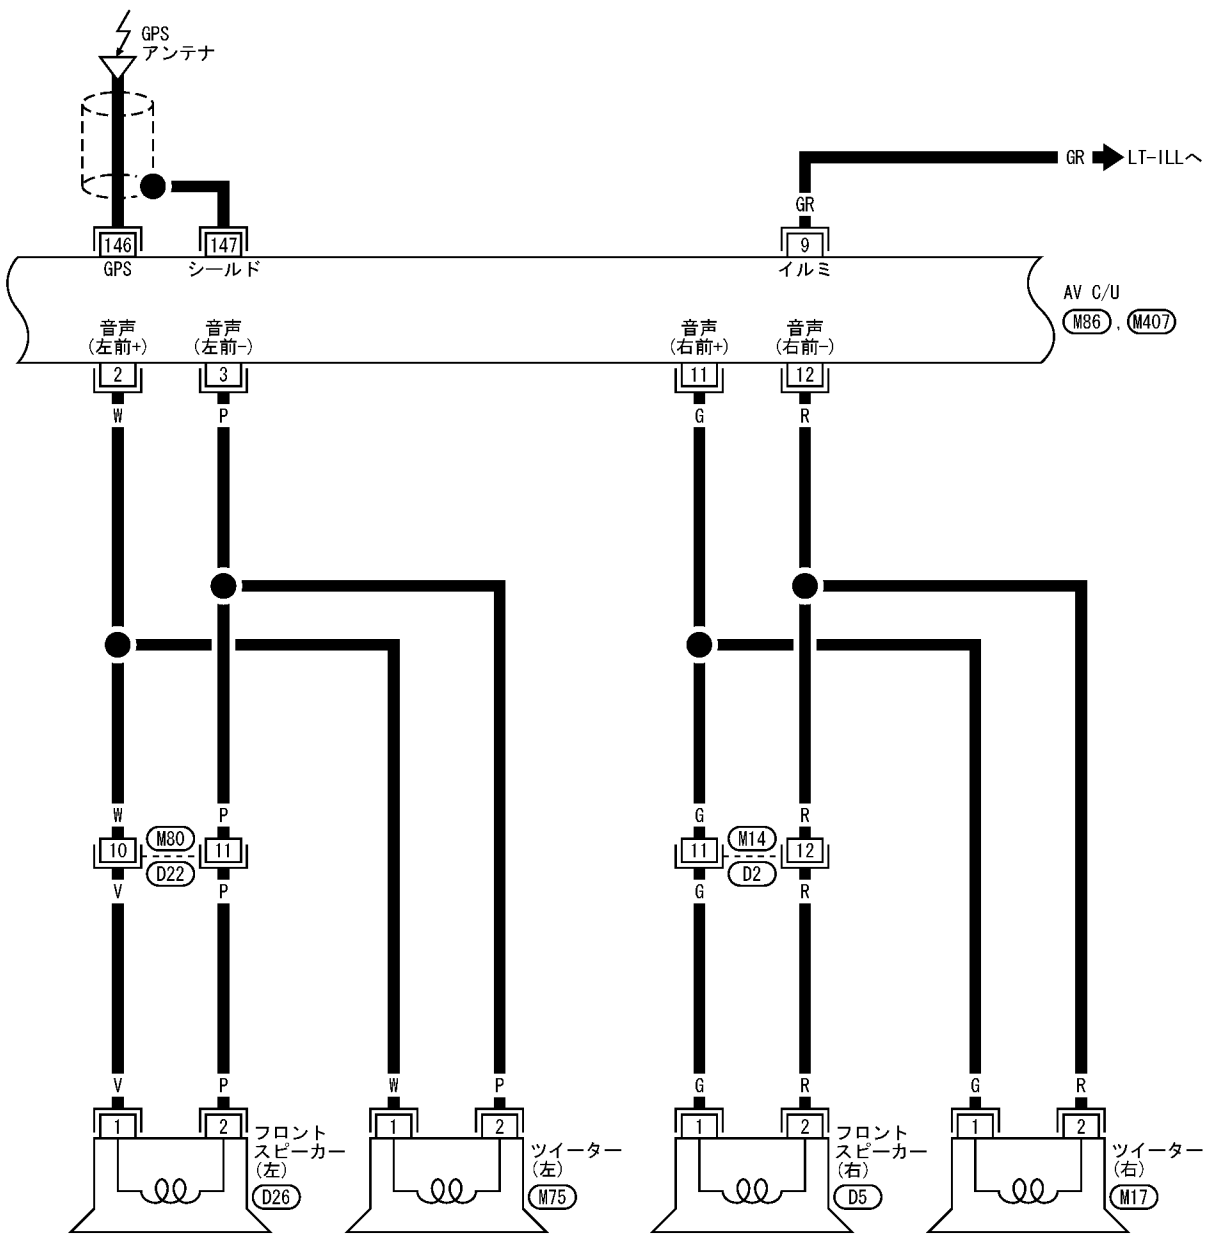 GPS
アンテナ
GR
LT-ILLへ
GR
146
147
9
GPS
シールド
イルミ
AV C/U
M86 , M407
音声
(左前+)
音声
(左前-)
音声
(右前+)
音声
(右前-)
2
3
11
12
W
P
G
R
W
P
G
R
10
M80
11
11
M14
12
D22
D2
V
P
G
R
V
P
W
P
G
R
G
R
1
2
1
2
1
2
1
2
フロント
スピーカー
(左)
D26
ツイーター
(左)
M75
フロント
スピーカー
(右)
D5
ツイーター
(右)
M17